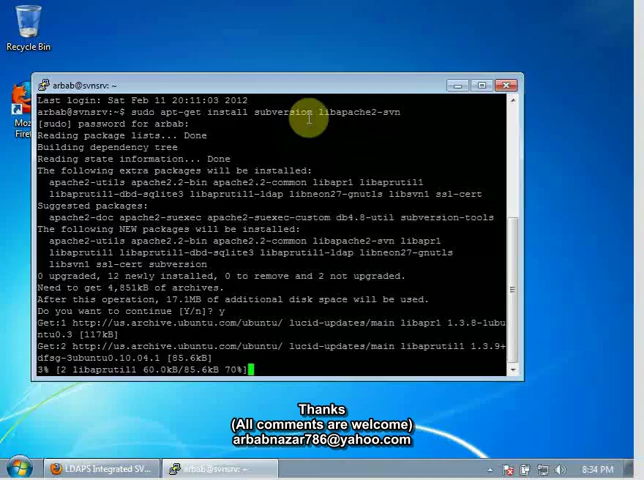 Recycle Bin
Moz
Firef
arbab@svnsrv: ~
Last login: Sat Feb 11 20:11:03 2012
arbab@svnsrv:~$ sudo apt-get install subversion libapache2-svn
[sudo] password for arbab:
Reading package lists... Done
Building dependency tree
Reading state information... Done
The following extra packages will be installed:
apache2-utils apache2.2-bin apache2.2-common libapr1 libaprutil1
libaprutil1-dbd-sqlite3 libaprutil1-ldap libneon27-gnutls libsvn1 ssl-cert
Suggested packages:
apache2-doc apache2-suexec apache2-suexec-custom db4.8-util subversion-tools
The following NEW packages will be installed:
apache2-utils apache2.2-bin apache2.2-common libapache2-svn libapr1
libaprutil1 libaprutil1-dbd-sqlite3 libaprutil1-ldap libneon27-gnutls
libsvn1 ssl-cert subversion
0 upgraded, 12 newly installed, 0 to remove and 2 not upgraded.
Need to get 4,851kB of archives.
After this operation, 17.1MB of additional disk space will be used.
Do you want to continue [Y/n]? y
Get:1 http://us.archive.ubuntu.com/ubuntu/ lucid-updates/main libapr1 1.3.8-1ubu
ntu0.3 [117kB]
Get:2 http://us.archive.ubuntu.com/ubuntu/ lucid-updates/main libaprutil1 1.3.9+
dfsg-3ubuntu0.10.04.1 [85.6kB]
3% [2 libaprutil1 60.0kB/85.6kB 70%]
Thanks
(All comments are welcome)
arbabnazar786@yahoo.com
LDAPS Integrated SV...
arbab@svnsrv: ~
8:34 PM